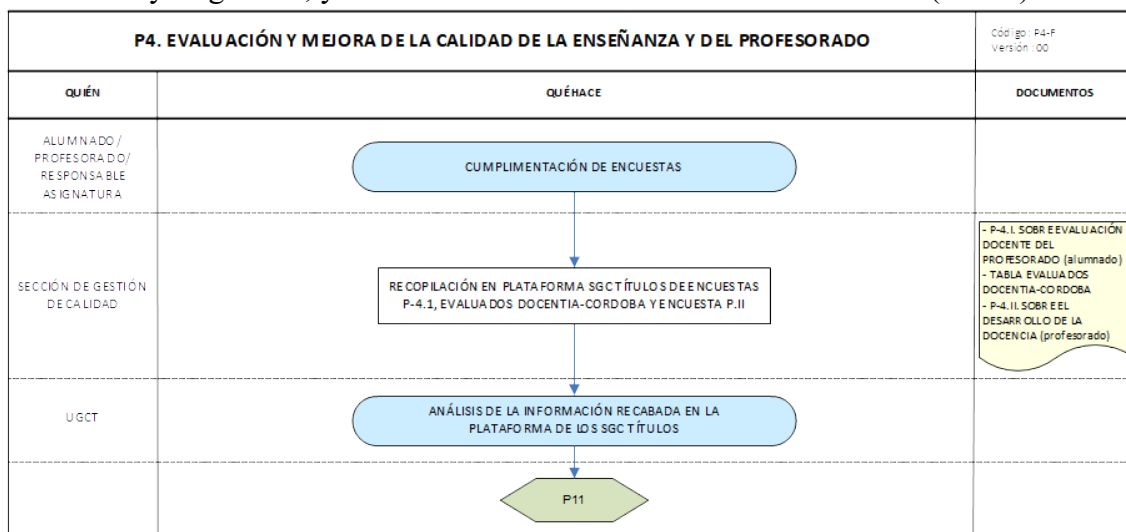 P4. EVALUACIÓN Y MEJORA DE LA CALIDAD DE LA ENSEÑANZA Y DEL PROFESORADO
Código: P4-F
Versión: 00
QUIÉN
QUÉ HACE
DOCUMENTOS
ALUMNADO /
PROFESORADO/
RESPONSABLE
ASIGNATURA
CUMPLIMENTACIÓN DE ENCUESTAS
SECCIÓN DE GESTIÓN
DE CALIDAD
RECOPILACIÓN EN PLATAFORMA SGC TÍTULOS DE ENCUESTAS
P-4.1, EVALUADOS DOCENTIA-CORDOBA Y ENCUESTA P.II
- P-4.I. SOBRE EVALUACIÓN
DOCENTE DEL
PROFESORADO (alumnado)
- TABLA EVALUADOS
DOCENTIA-CORDOBA
- P-4.II. SOBRE EL
DESARROLLO DE LA
DOCENCIA (profesorado)
UGCT
ANÁLISIS DE LA INFORMACIÓN RECABADA EN LA
PLATAFORMA DE LOS SGC TÍTULOS
P11